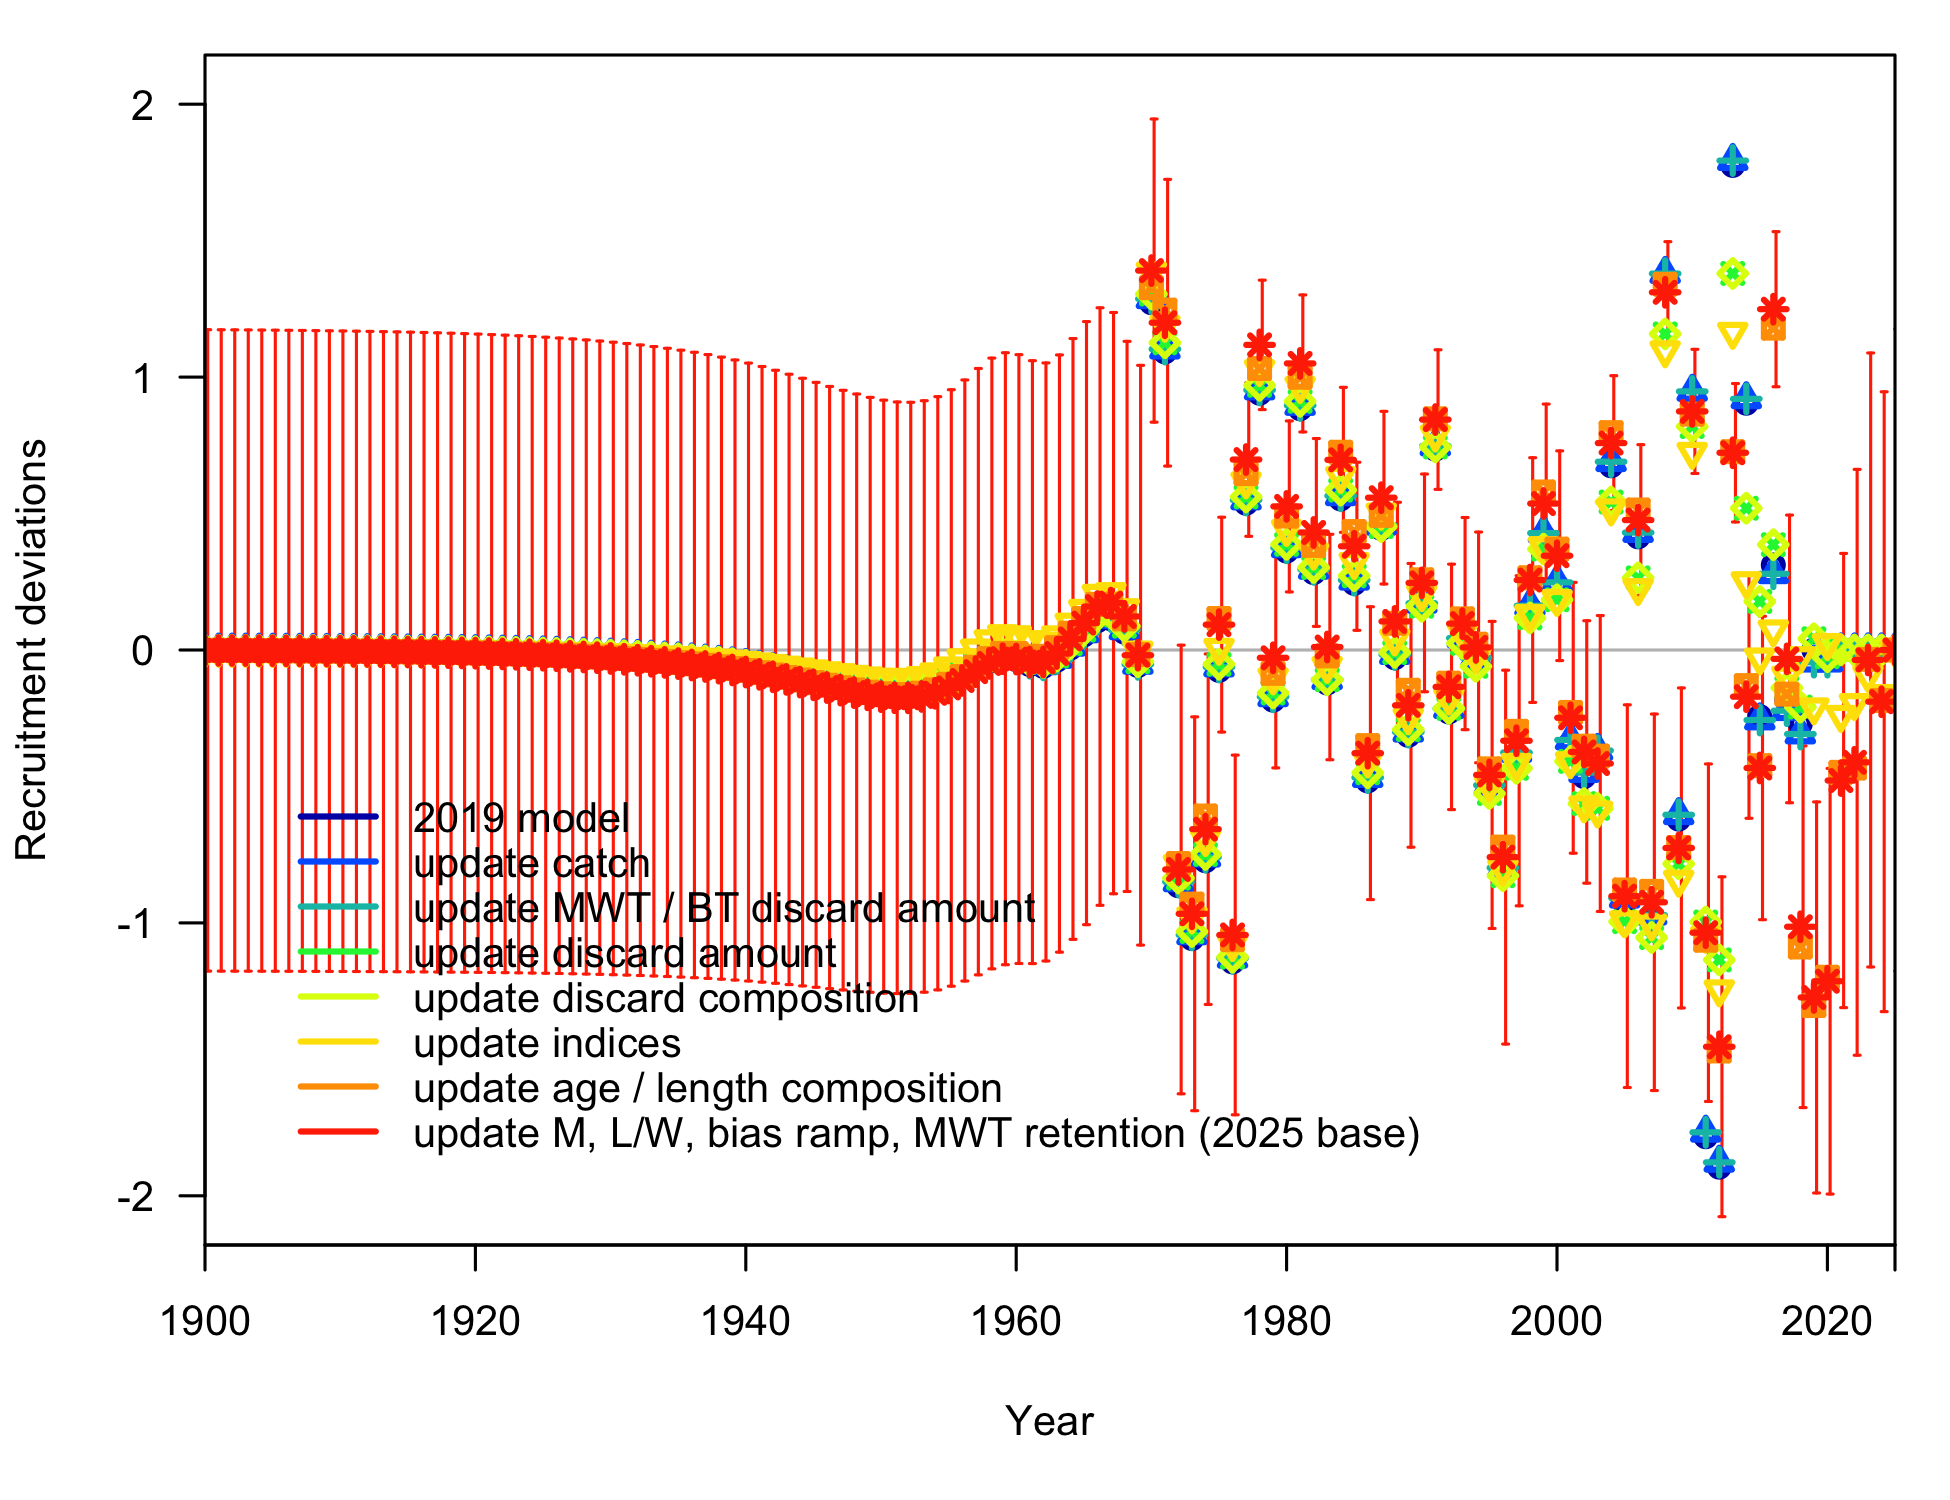 2
1
0
-1
-2
Recruitment deviations
2019 model
update catch
update MWT / BT discard amount
update discard amount
update discard composition
update indices
update age / length composition
update M, L/W, bias ramp, MWT retention (2025 base)
1900 1920 1940 1960 1980 2000 2020
Year